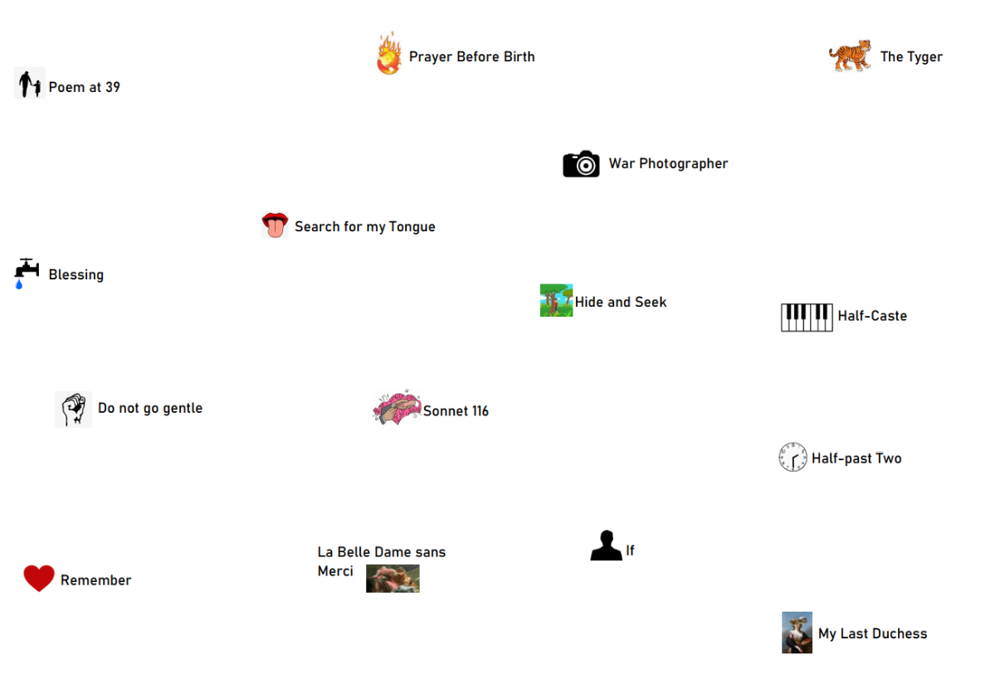 Prayer Before Birth
The Tyger
Poem at 39
War Photographer
Search for my Tongue
Blessing
Hide and Seek
Half-Caste
Do not go gentle
Sonnet 116
Half-past Two
La Belle Dame sans
Merci
If
Remember
My Last Duchess